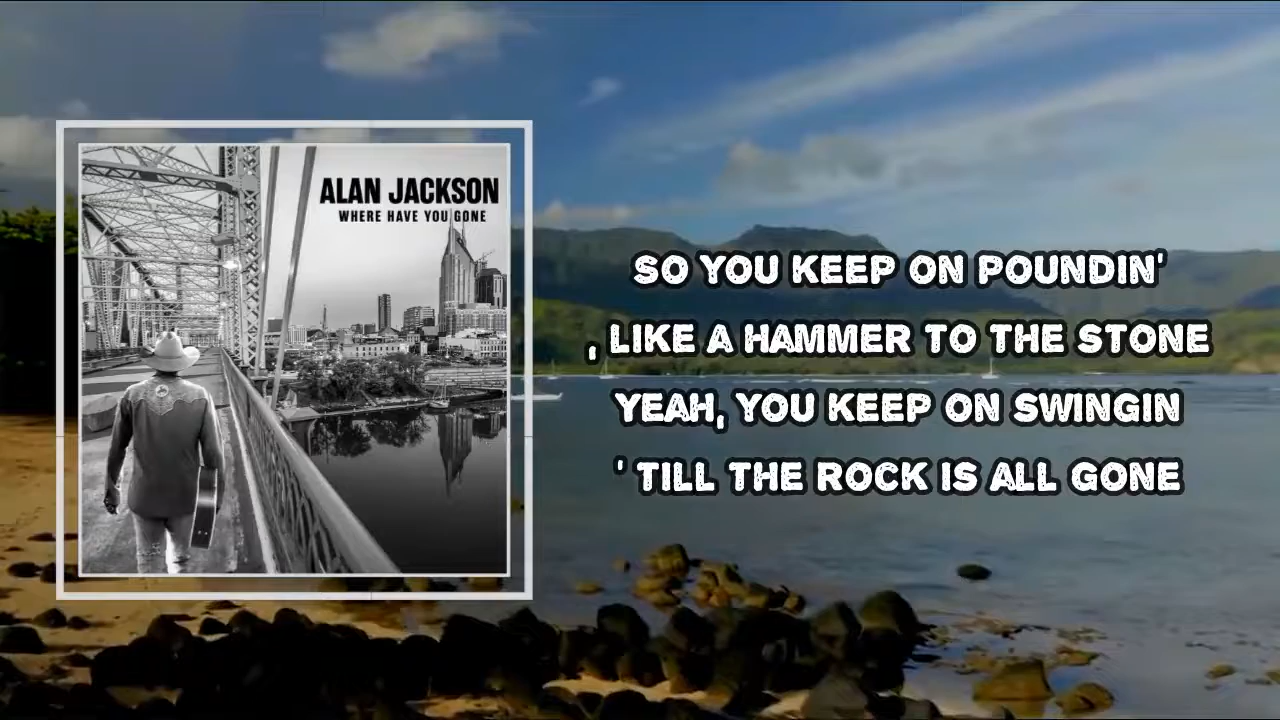 ALAN JACKSON
WHERE HAVE YOU GONE
SO YOU KEEP ON POUNDIN'
, LIKE A HAMMER TO THE STONE
YEAH, YOU KEEP ON SWINGIN
' TILL THE ROCK IS ALL GONE